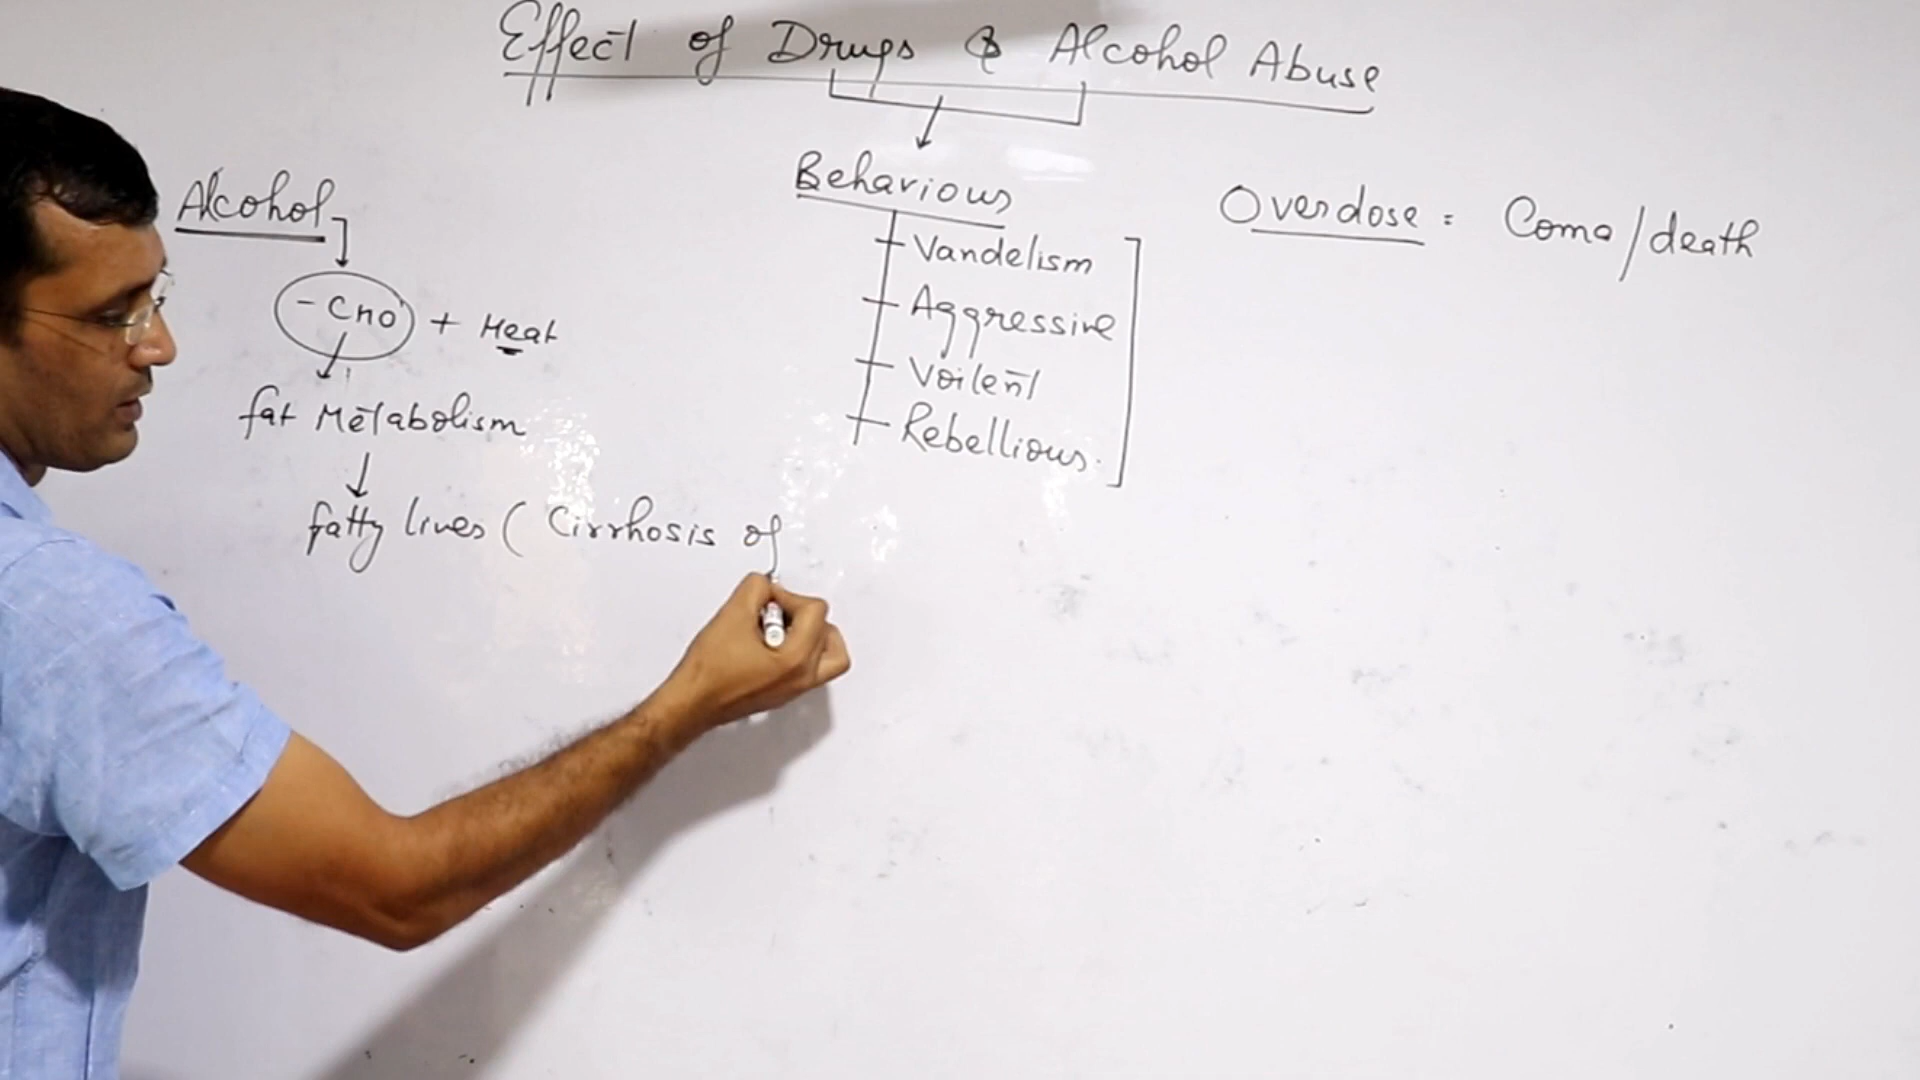 Effect of Drugs & Alcohol Abuse
Alcohol
- CHO + Heat
fat Metabolism
fatty liver ( Cirrhosis of
Behaviour
Vandelism
Aggressive
Voilent
Rebellious.
Overdose = Coma/death